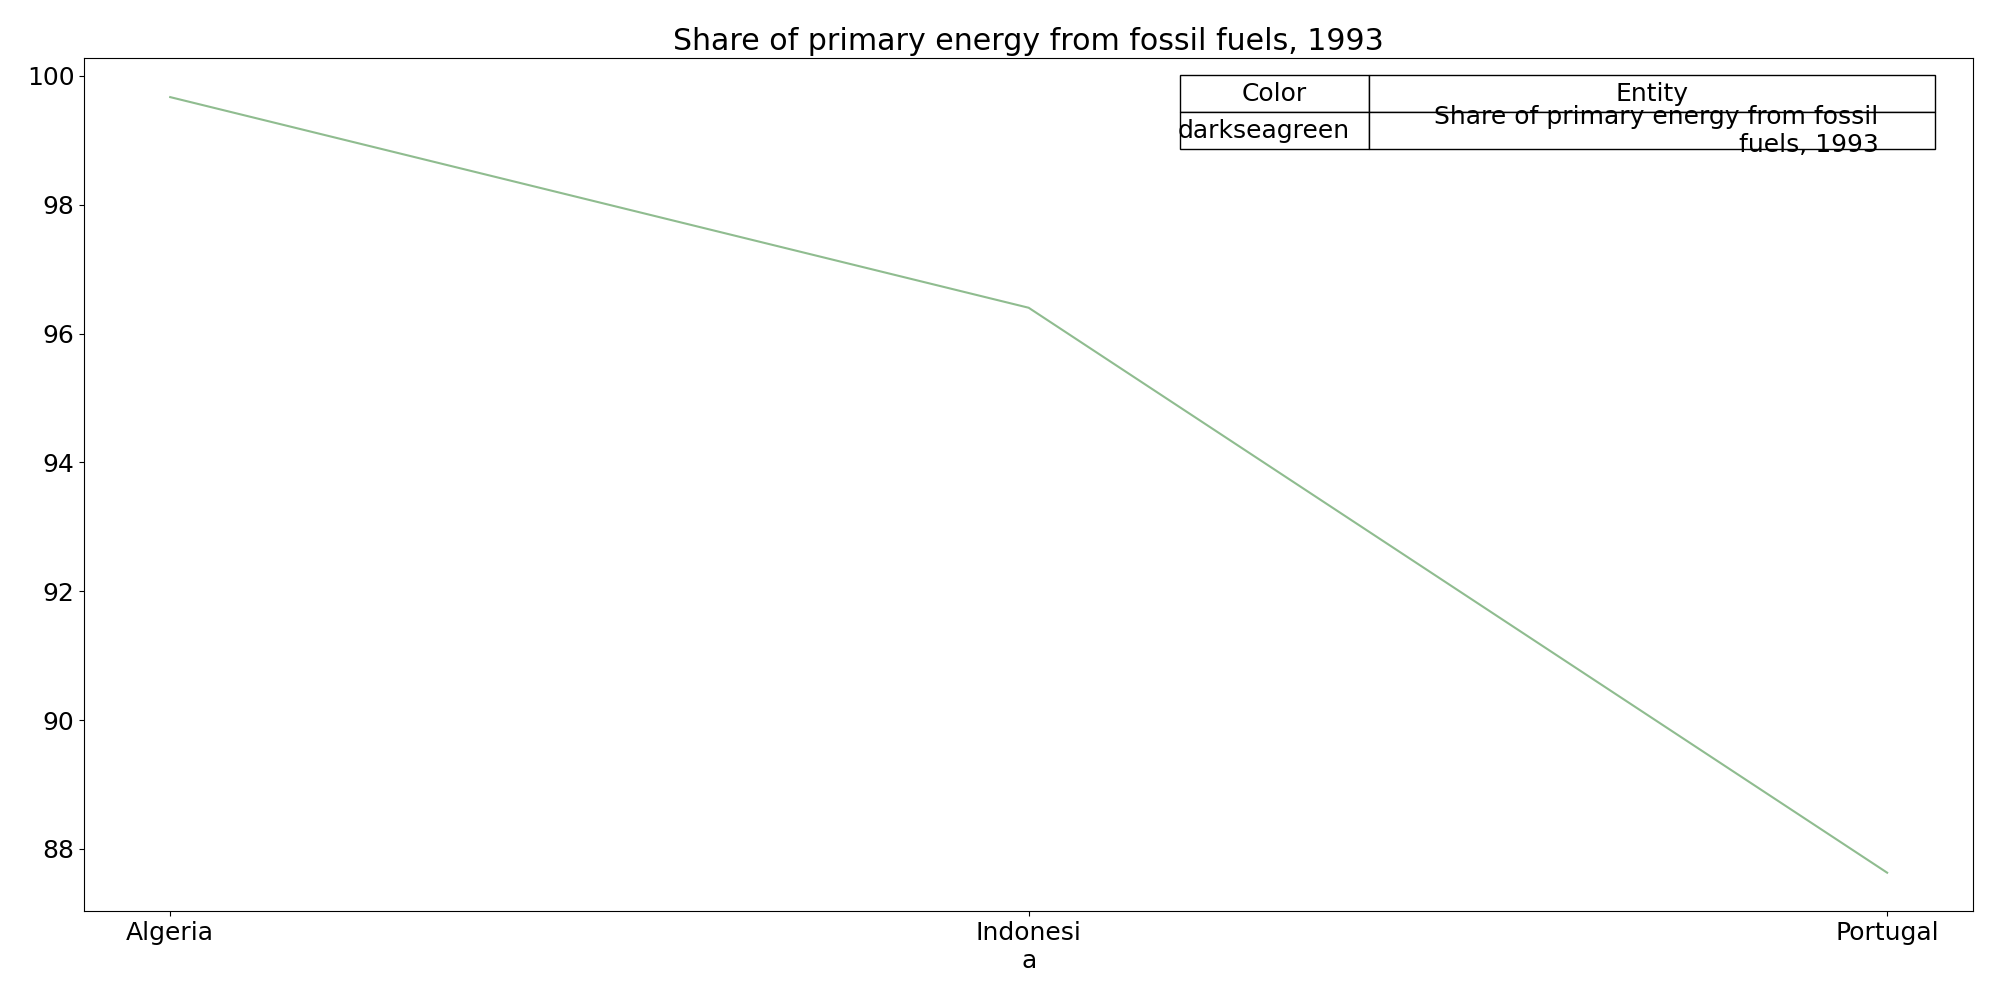 Share of primary energy from fossil fuels, 1993
100
98
96
94
92
90
88
Color
Entity
darkseagreen
Share of primary energy from fossil
fuels, 1993
Algeria
Indonesi
a
Portugal